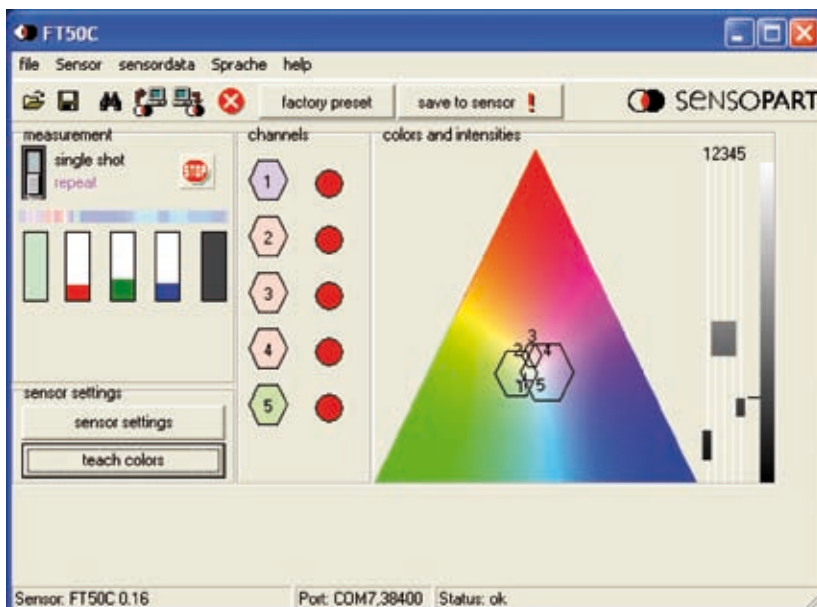 FT50C
file Sensor sensordata Sprache help
factory preset save to sensor ! SENSOPART
measurement channels colors and intensities
single shot
repeat
STOP
12345
1
2
3
4
5
3
2 4
1 5
sensor settings
sensor settings
teach colors
Sensor: FT50C 0.16 Port: COM7,38400 Status: ok